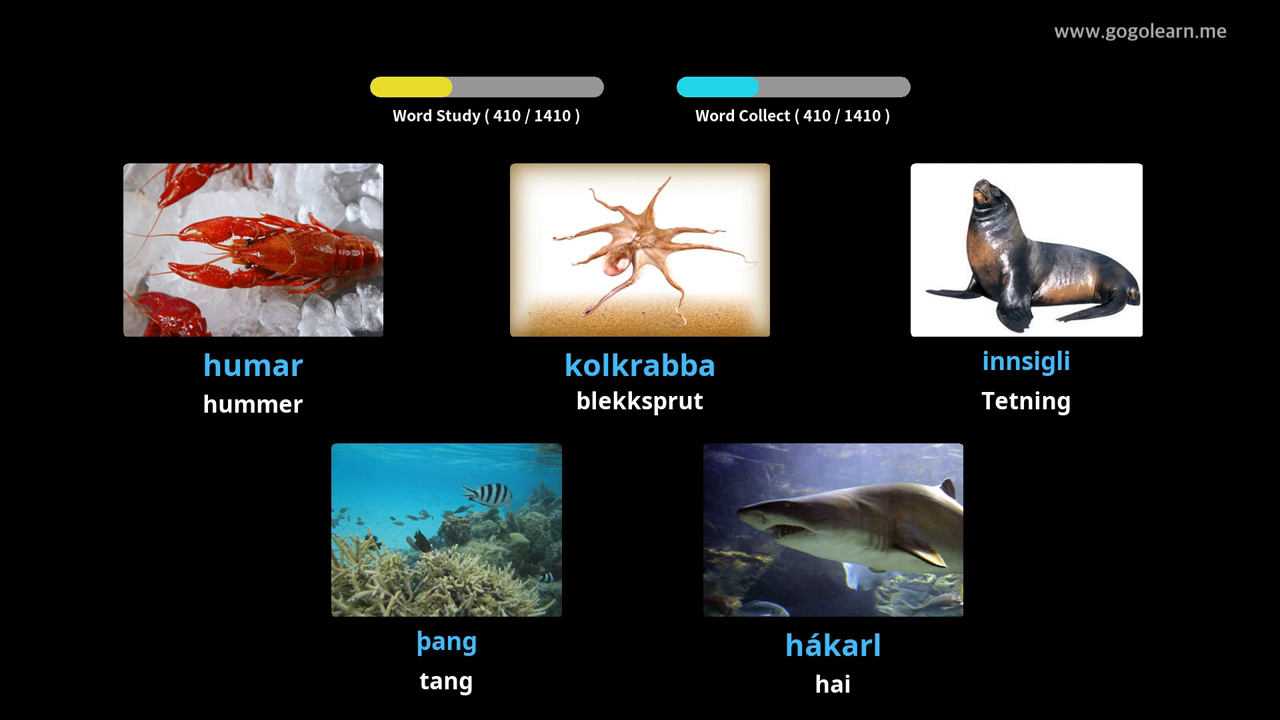 www.gogolearn.me
Word Study ( 410 / 1410 )
Word Collect ( 410 / 1410 )
humar
hummer
kolkrabba
blekksprut
innsigli
Tetning
þang
tang
hákarl
hai